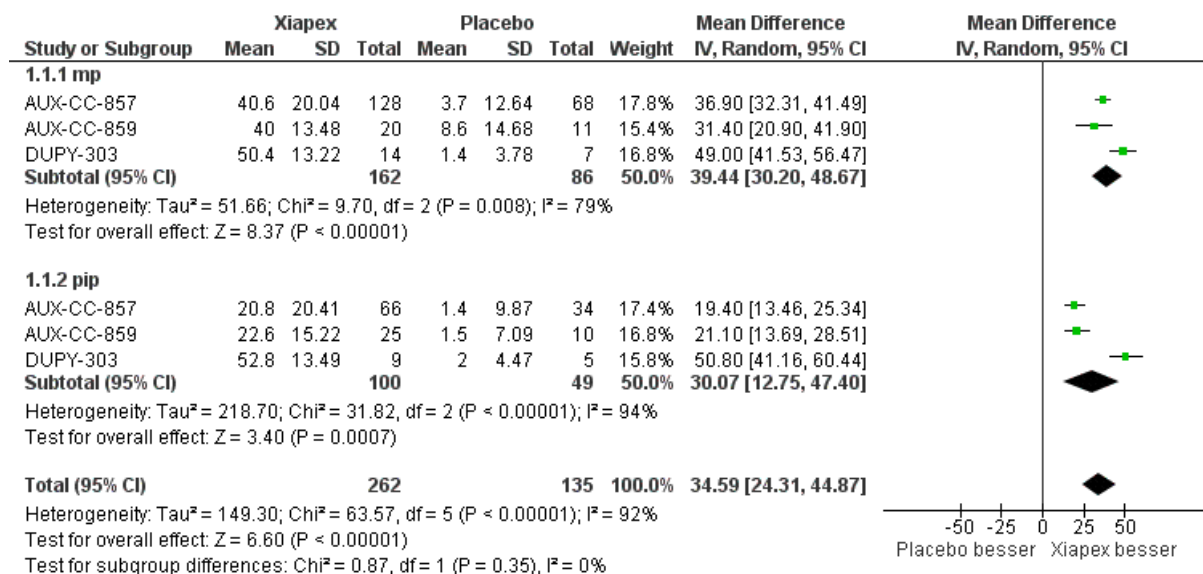 Xiapex Placebo Mean Difference Mean Difference
Study or Subgroup Mean SD Total Mean SD Total Weight IV, Random, 95% CI IV, Random, 95% CI
1.1.1 mp
AUX-CC-857 40.6 20.04 128 3.7 12.64 68 17.8% 36.90 [32.31, 41.49]
AUX-CC-859 40 13.48 20 8.6 14.68 11 15.4% 31.40 [20.90, 41.90]
DUPY-303 50.4 13.22 14 1.4 3.78 7 16.8% 49.00 [41.53, 56.47]
Subtotal (95% CI) 162 86 50.0% 39.44 [30.20, 48.67]
Heterogeneity: Tau² = 51.66; Chi² = 9.70, df = 2 (P = 0.008); I² = 79%
Test for overall effect: Z = 8.37 (P < 0.00001)
1.1.2 pip
AUX-CC-857 20.8 20.41 66 1.4 9.87 34 17.4% 19.40 [13.46, 25.34]
AUX-CC-859 22.6 15.22 25 1.5 7.09 10 16.8% 21.10 [13.69, 28.51]
DUPY-303 52.8 13.49 9 2 4.47 5 15.8% 50.80 [41.16, 60.44]
Subtotal (95% CI) 100 49 50.0% 30.07 [12.75, 47.40]
Heterogeneity: Tau² = 218.70; Chi² = 31.82, df = 2 (P < 0.00001); I² = 94%
Test for overall effect: Z = 3.40 (P = 0.0007)
Total (95% CI) 262 135 100.0% 34.59 [24.31, 44.87]
Heterogeneity: Tau² = 149.30; Chi² = 63.57, df = 5 (P < 0.00001); I² = 92%
Test for overall effect: Z = 6.60 (P < 0.00001)
Test for subgroup differences: Chi² = 0.87, df = 1 (P = 0.35), I² = 0%
-50 -25 0 25 50
Placebo besser Xiapex besser